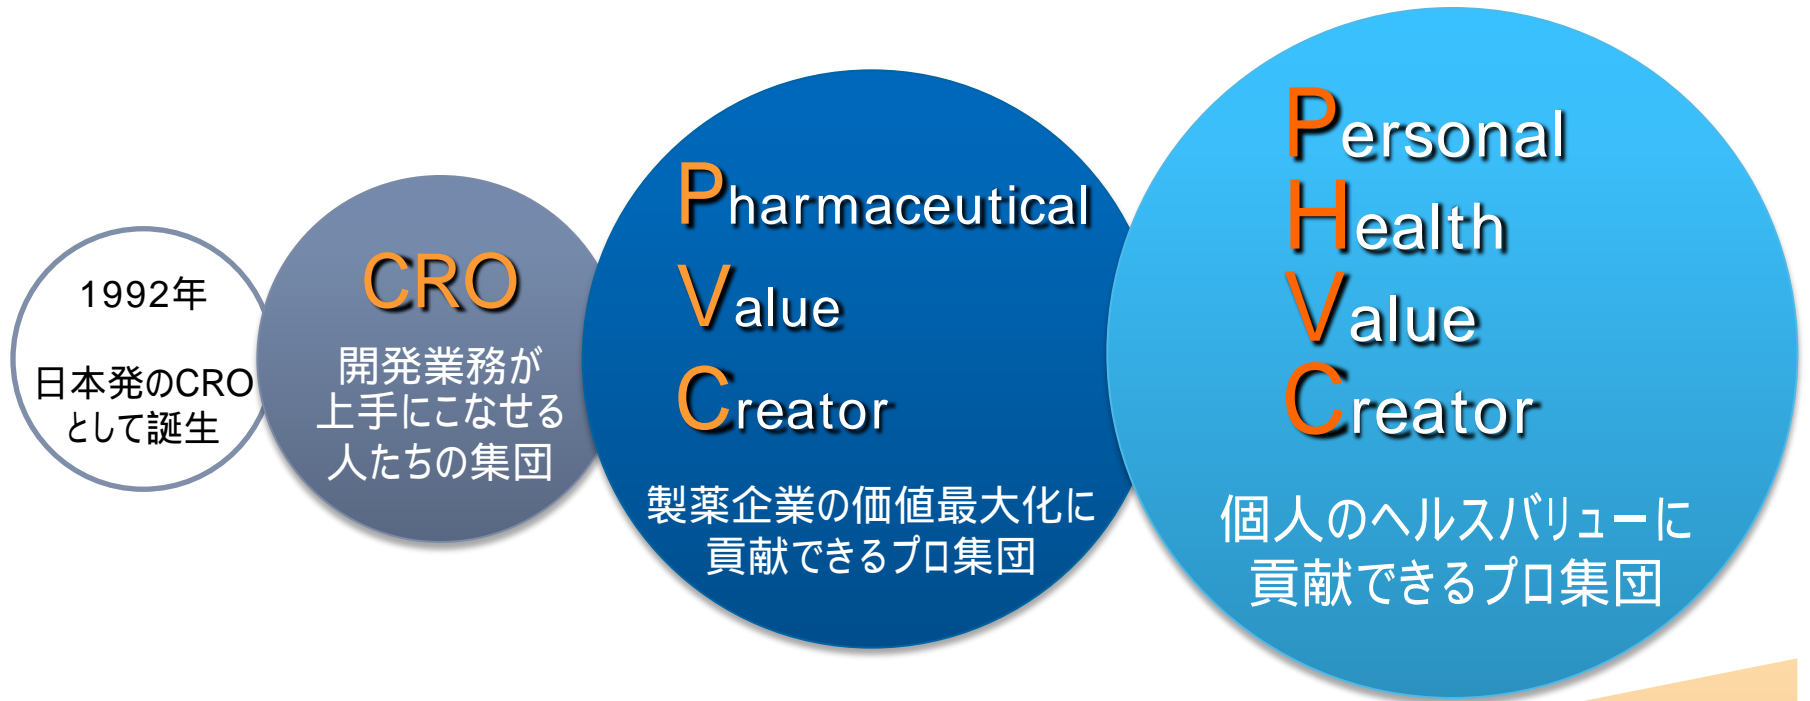 1992年
日本発のCRO
として誕生
CRO
開発業務が
上手にこなせる
人たちの集団
Pharmaceutical
Value
Creator
製薬企業の価値最大化に
貢献できるプロ集団
Personal
Health
Value
Creator
個人のヘルスバリューに
貢献できるプロ集団